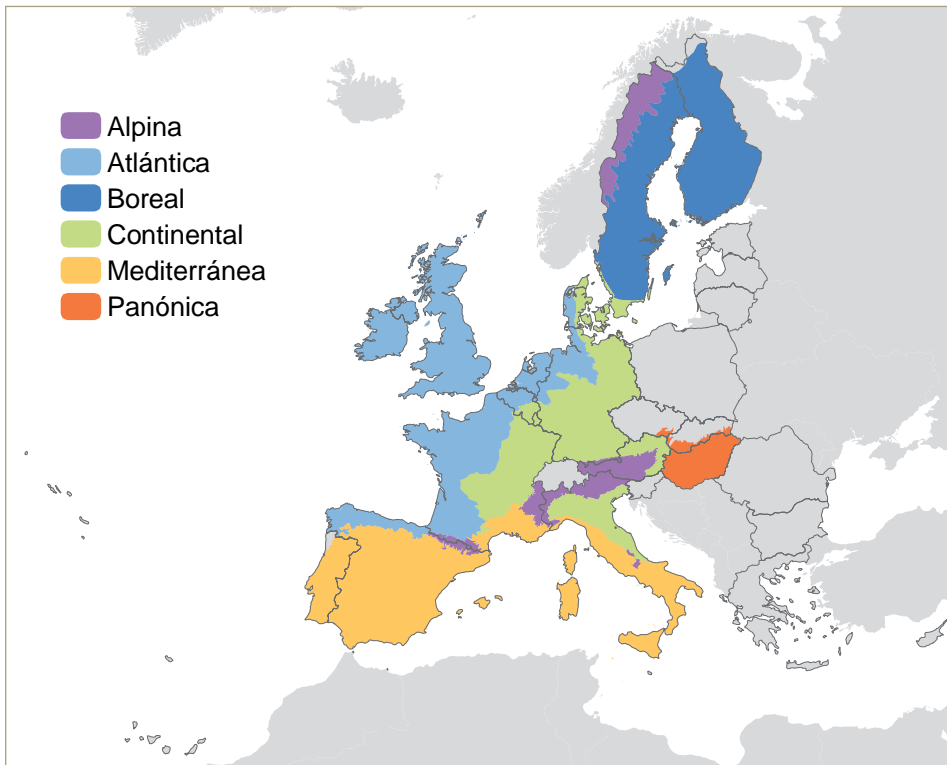 Alpina
Atlántica
Boreal
Continental
Mediterránea
Panónica